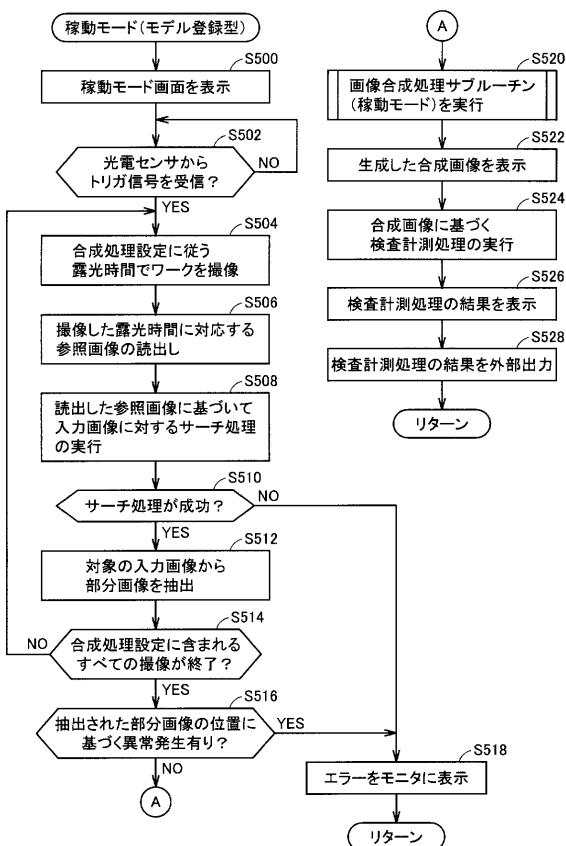 稼動モード(モデル登録型)
S500
稼動モード画面を表示
S502
光電センサから
トリガ信号を受信？
NO
YES
S504
合成処理設定に従う
露光時間でワークを撮像
S506
撮像した露光時間に対応する
参照画像の読出し
S508
読出した参照画像に基づいて
入力画像に対するサーチ処理
の実行
S510
サーチ処理が成功？
NO
YES
S512
対象の入力画像から
部分画像を抽出
S514
合成処理設定に含まれる
すべての撮像が終了？
NO
YES
S516
抽出された部分画像の位置に
基づく異常発生有り？
YES
NO
A
S518
エラーをモニタに表示
リターン
A
S520
画像合成処理サブルーチン
(稼動モード)を実行
S522
生成した合成画像を表示
S524
合成画像に基づく
検査計測処理の実行
S526
検査計測処理の結果を表示
S528
検査計測処理の結果を外部出力
リターン